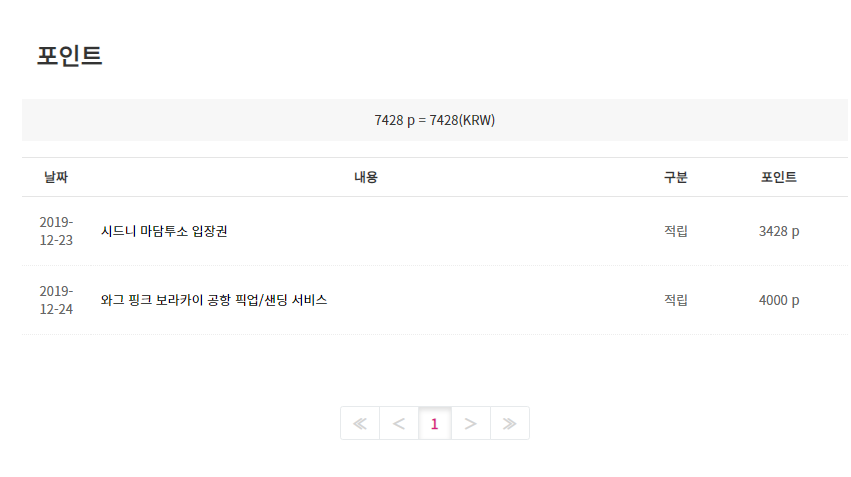 포인트
7428 p = 7428(KRW)
날짜 내용 구분 포인트
2019-
12-23
시드니 마담투소 입장권 적립 3428 p
2019-
12-24
와그 핑크 보라카이 공항 픽업/샌딩 서비스 적립 4000 p
≪ < 1 > ≫